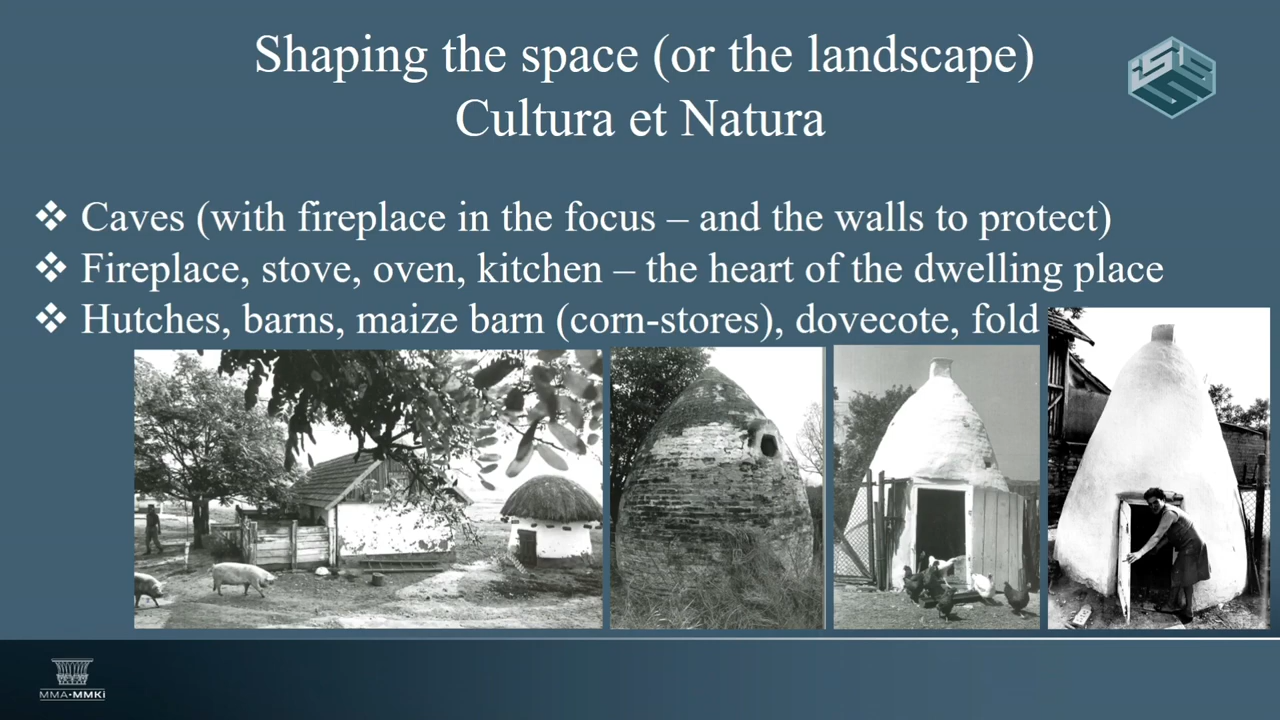 Shaping the space (or the landscape)
Cultura et Natura
❖ Caves (with fireplace in the focus – and the walls to protect)
❖ Fireplace, stove, oven, kitchen – the heart of the dwelling place
❖ Hutches, barns, maize barn (corn-stores), dovecote, fold
MMA•MMKi